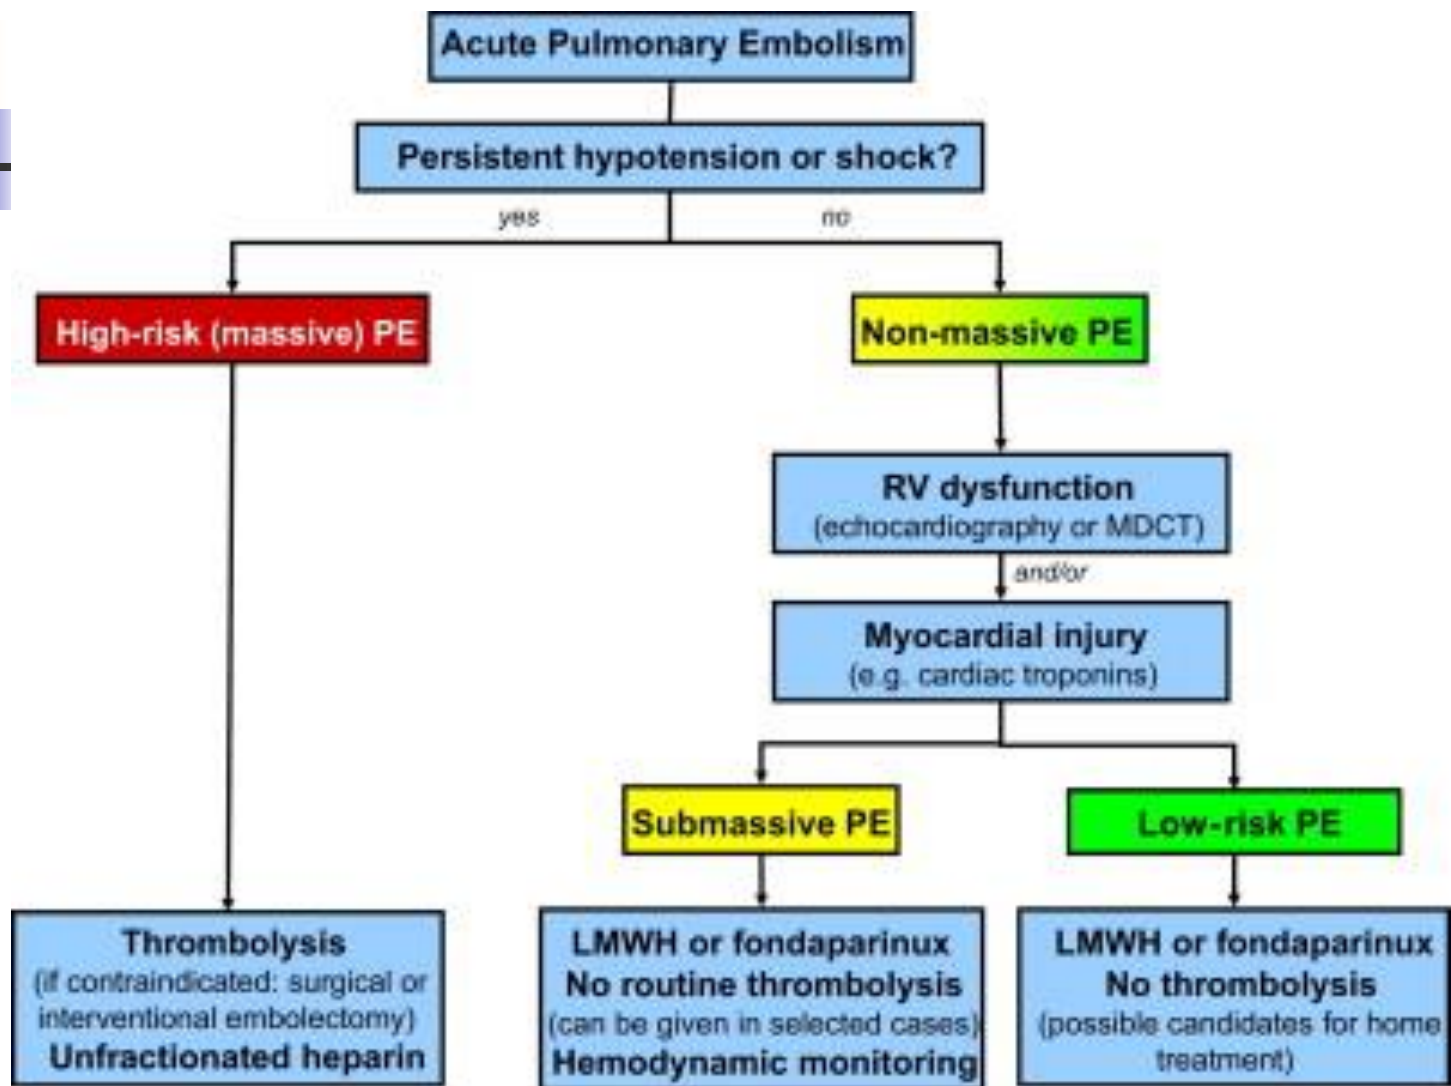 Acute Pulmonary Embolism
Persistent hypotension or shock?
yes
no
High-risk (massive) PE
Non-massive PE
RV dysfunction
(echocardiography or MDCT)
and/or
Myocardial injury
(e.g. cardiac troponins)
Submassive PE
Low-risk PE
Thrombolysis
(if contraindicated: surgical or
interventional embolectomy)
Unfractionated heparin
LMWH or fondaparinux
No routine thrombolysis
(can be given in selected cases)
Hemodynamic monitoring
LMWH or fondaparinux
No thrombolysis
(possible candidates for home
treatment)